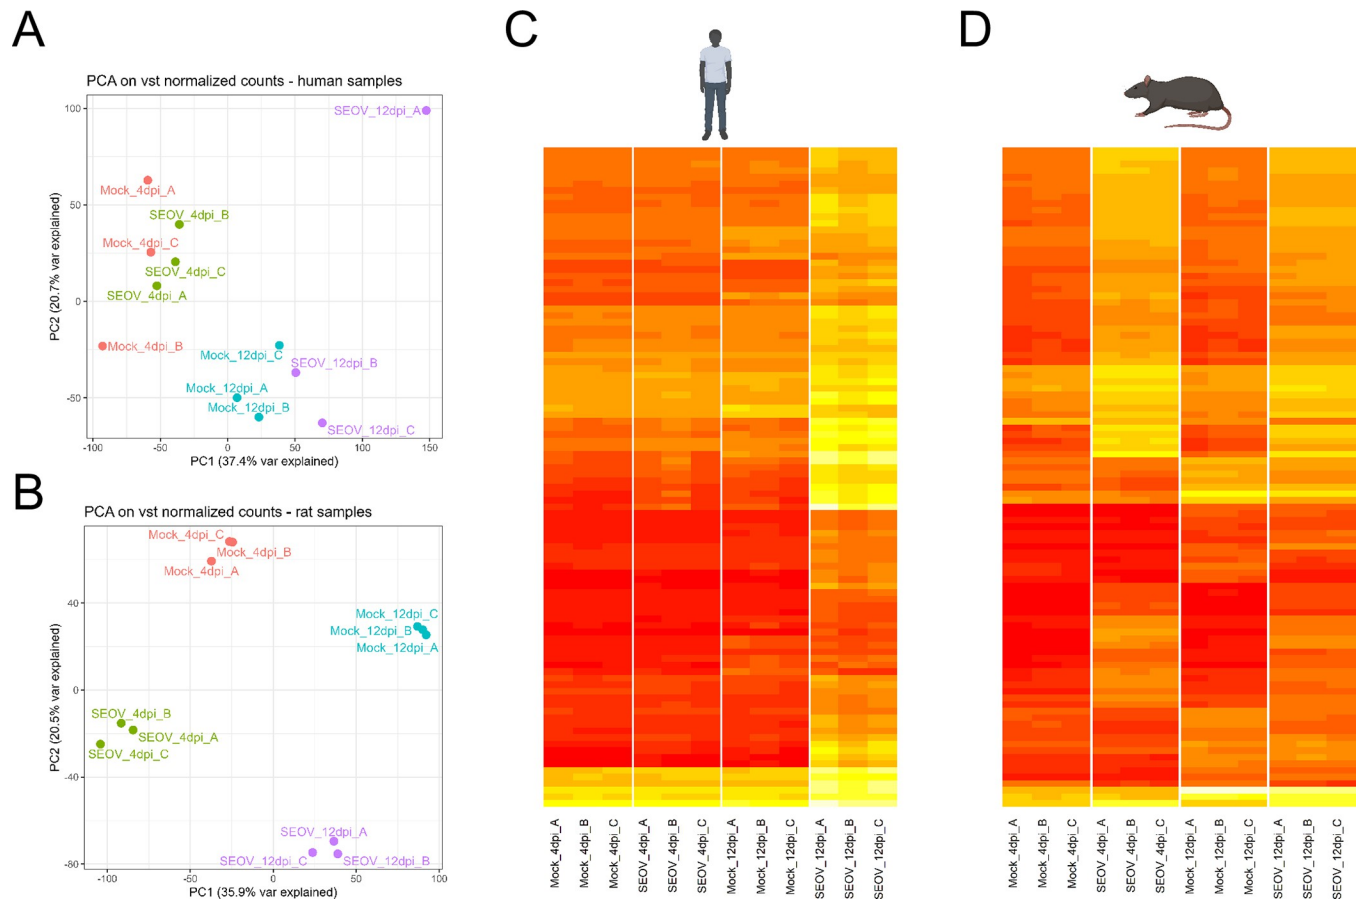 A
PCA on vst normalized counts - human samples
100
50
0
-50
-100
-50
0
50
100
150
PC2 (20.7% var explained)
PC1 (37.4% var explained)
SEOV_12dpi_A
Mock_4dpi_A
SEOV_4dpi_B
Mock_4dpi_C
SEOV_4dpi_C
SEOV_4dpi_A
Mock_4dpi_B
Mock_12dpi_C
SEOV_12dpi_B
Mock_12dpi_A
Mock_12dpi_B
SEOV_12dpi_C
B
PCA on vst normalized counts - rat samples
40
0
-40
-80
-100
-50
0
50
100
PC2 (20.5% var explained)
PC1 (35.9% var explained)
Mock_4dpi_C
Mock_4dpi_B
Mock_4dpi_A
Mock_12dpi_C
Mock_12dpi_B
Mock_12dpi_A
SEOV_4dpi_B
SEOV_4dpi_A
SEOV_4dpi_C
SEOV_12dpi_A
SEOV_12dpi_C
SEOV_12dpi_B
C
Mock_4dpi_A
Mock_4dpi_B
Mock_4dpi_C
SEOV_4dpi_A
SEOV_4dpi_B
SEOV_4dpi_C
Mock_12dpi_A
Mock_12dpi_B
Mock_12dpi_C
SEOV_12dpi_A
SEOV_12dpi_B
SEOV_12dpi_C
D
Mock_4dpi_A
Mock_4dpi_B
Mock_4dpi_C
SEOV_4dpi_A
SEOV_4dpi_B
SEOV_4dpi_C
Mock_12dpi_A
Mock_12dpi_B
Mock_12dpi_C
SEOV_12dpi_A
SEOV_12dpi_B
SEOV_12dpi_C